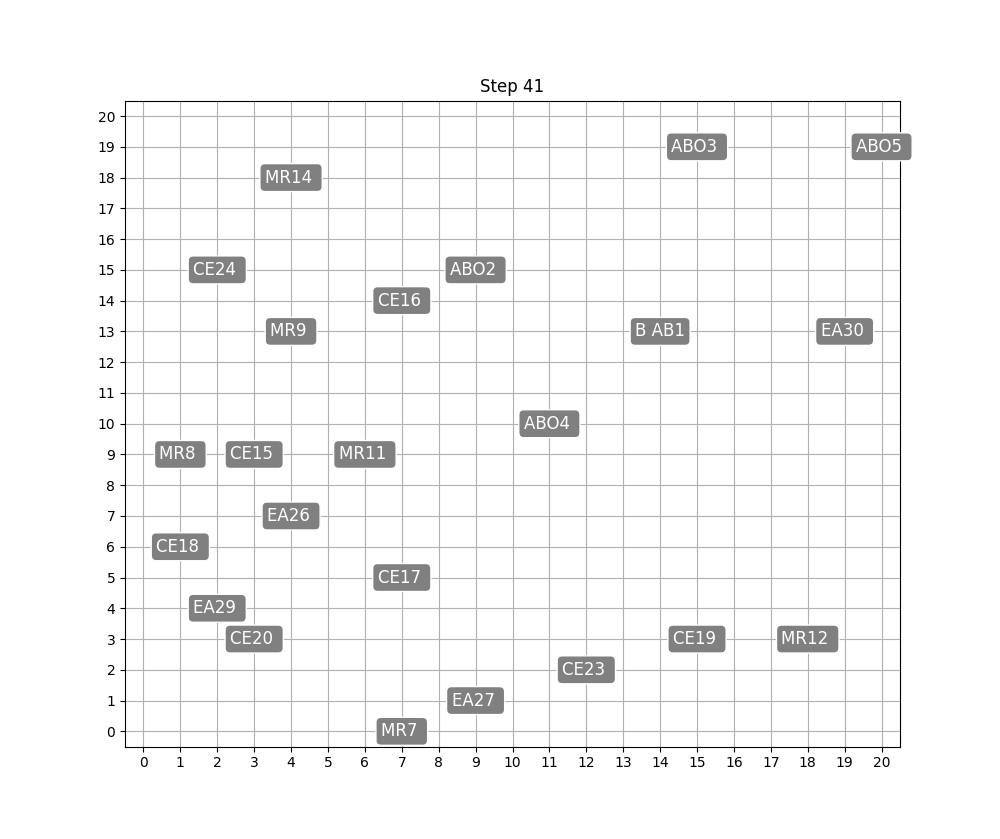 Step 41
20
19 ABO3 ABO5
18 MR14
17
16
15 CE24 ABO2
14 CE16
13 MR9 B AB1 EA30
12
11
10 ABO4
9 MR8 CE15 MR11
8
7 EA26
6 CE18
5 CE17
4 EA29
3 CE20 CE19 MR12
2 CE23
1 EA27
0 MR7
0 1 2 3 4 5 6 7 8 9 10 11 12 13 14 15 16 17 18 19 20